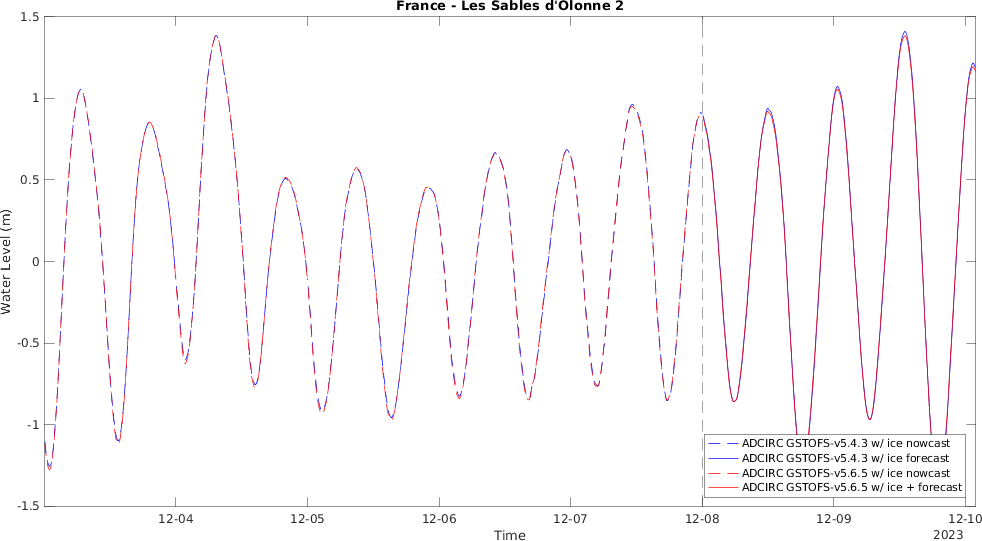 France - Les Sables d'Olonne 2
1.5
1
0.5
0
-0.5
-1
-1.5
Water Level (m)
ADCIRC GSTOFS-v5.4.3 w/ ice nowcast
ADCIRC GSTOFS-v5.4.3 w/ ice forecast
ADCIRC GSTOFS-v5.6.5 w/ ice nowcast
ADCIRC GSTOFS-v5.6.5 w/ ice + forecast
12-04 12-05 12-06 12-07 12-08 12-09 12-10
Time
2023